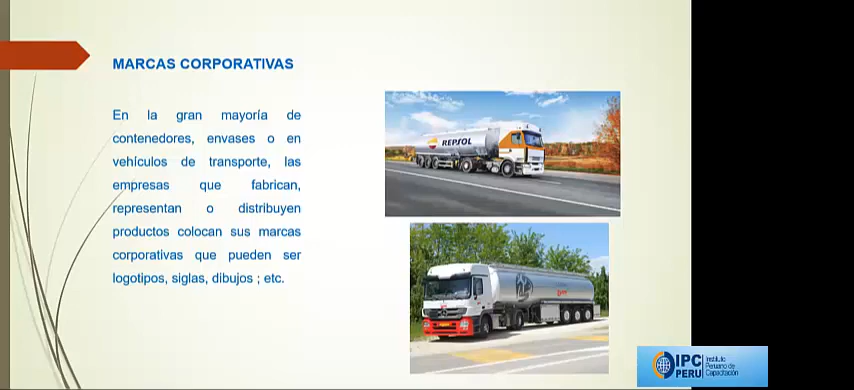 MARCAS CORPORATIVAS
En la gran mayoría de
contenedores, envases o en
vehículos de transporte, las
empresas que fabrican,
representan o distribuyen
productos colocan sus marcas
corporativas que pueden ser
logotipos, siglas, dibujos ; etc.
REPSOL
IPC
PERU
Instituto
Peruano de
Capacitación